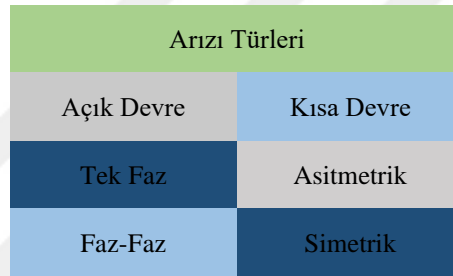 Arızı Türleri
Açık Devre Kısa Devre
Tek Faz Asitmetrik
Faz-Faz Simetrik